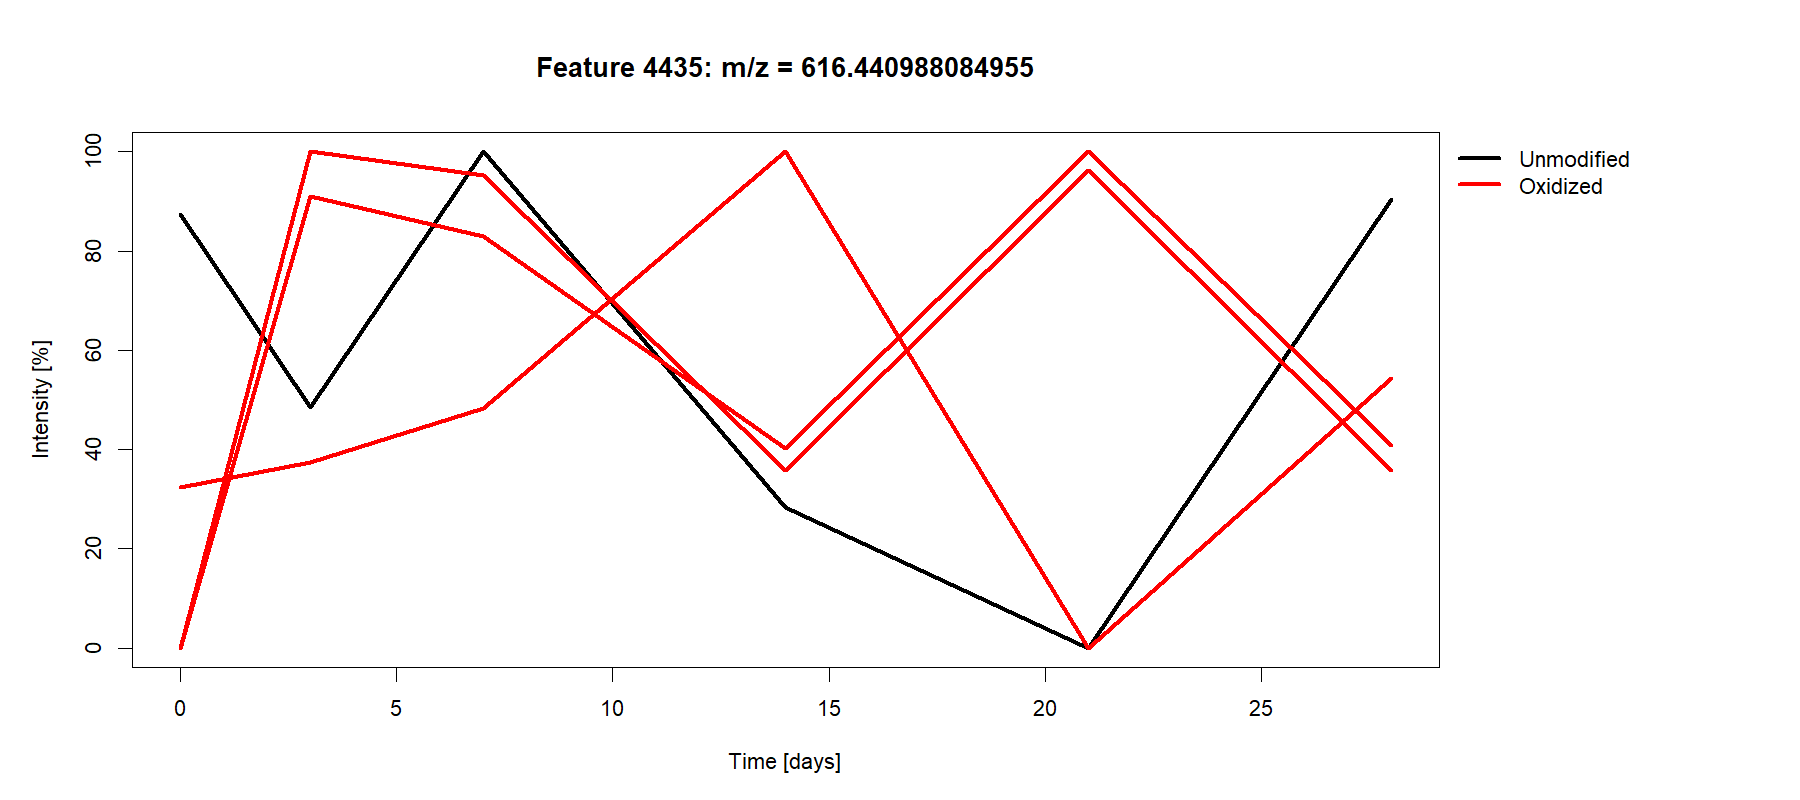 Feature 4435: m/z = 616.440988084955
Unmodified
Oxidized
Intensity [%]
100
80
60
40
20
0
0 5 10 15 20 25
Time [days]